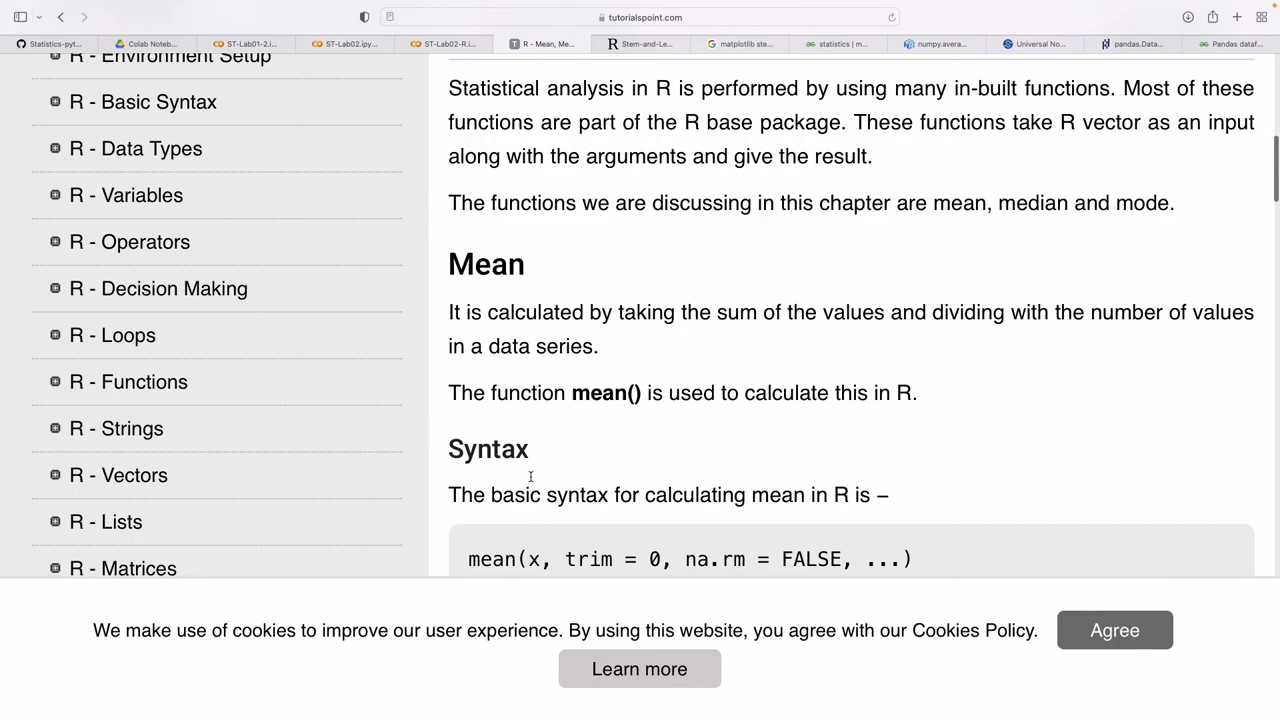 tutorialspoint.com
Statistics-pyt...
Colab Noteb...
ST-Lab01-2.i...
ST-Lab02.ipy...
ST-Lab02-R.i...
R - Mean, Me...
Stem-and-Le...
matplotlib ste...
statistics | m...
numpy.avera...
Universal No...
pandas.Data...
Pandas dataf...
R - Environment Setup
R - Basic Syntax
R - Data Types
R - Variables
R - Operators
R - Decision Making
R - Loops
R - Functions
R - Strings
R - Vectors
R - Lists
R - Matrices
Statistical analysis in R is performed by using many in-built functions. Most of these
functions are part of the R base package. These functions take R vector as an input
along with the arguments and give the result.
The functions we are discussing in this chapter are mean, median and mode.
Mean
It is calculated by taking the sum of the values and dividing with the number of values
in a data series.
The function mean() is used to calculate this in R.
Syntax
The basic syntax for calculating mean in R is –
mean(x, trim = 0, na.rm = FALSE, ...)
We make use of cookies to improve our user experience. By using this website, you agree with our Cookies Policy.
Agree
Learn more